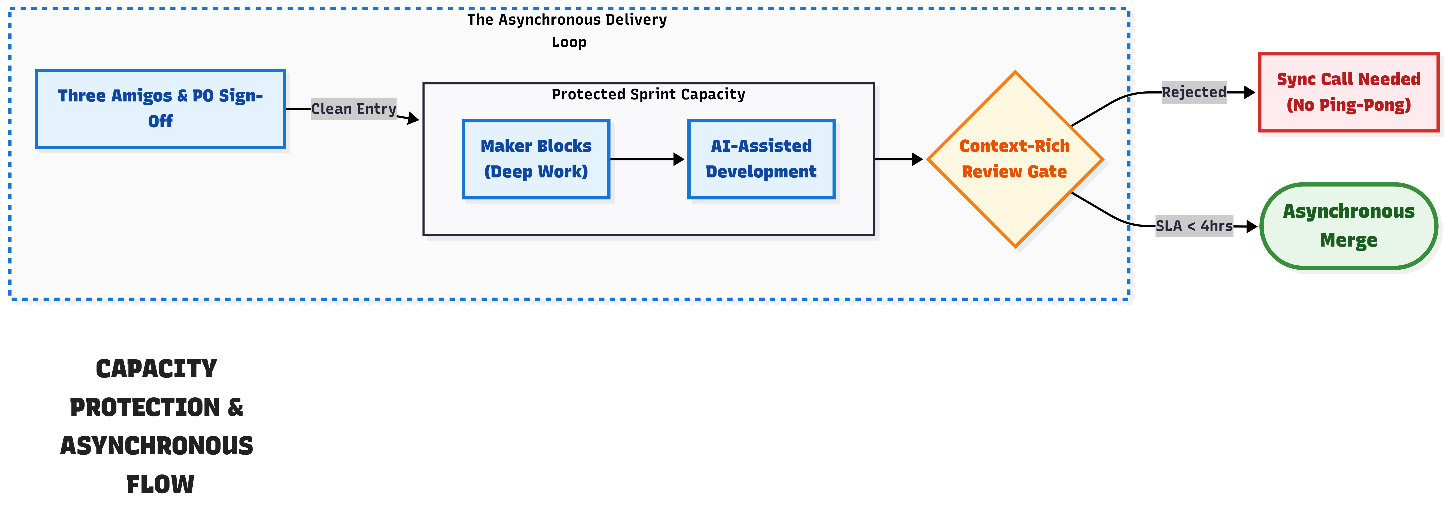 The Asynchronous Delivery
Loop
Three Amigos & PO Sign-
Off
Clean Entry
Protected Sprint Capacity
Maker Blocks
(Deep Work)
AI-Assisted
Development
Context-Rich
Review Gate
Rejected
Sync Call Needed
(No Ping-Pong)
SLA < 4hrs
Asynchronous
Merge
CAPACITY
PROTECTION &
ASYNCHRONOUS
FLOW